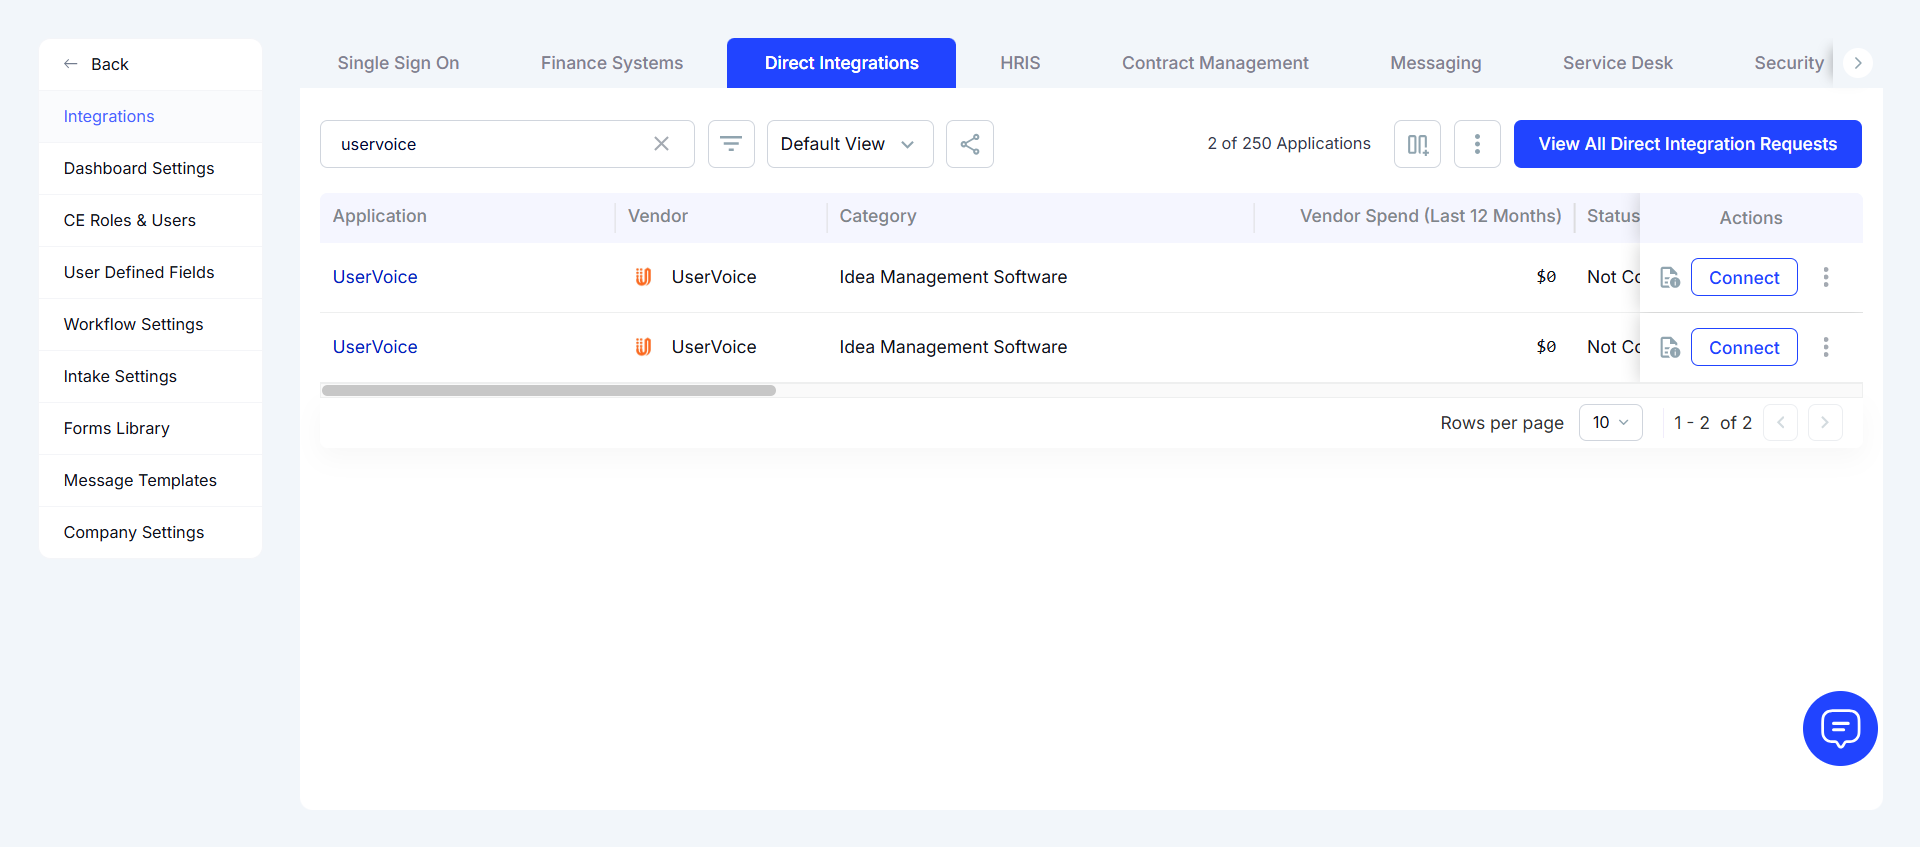 Back
Integrations
Dashboard Settings
CE Roles & Users
User Defined Fields
Workflow Settings
Intake Settings
Forms Library
Message Templates
Company Settings
Single Sign On Finance Systems Direct Integrations HRIS Contract Management Messaging Service Desk Security
uservoice Default View 2 of 250 Applications View All Direct Integration Requests
Application Vendor Category Vendor Spend (Last 12 Months) Status Actions
UserVoice UserVoice Idea Management Software $0 Not Co Connect
UserVoice UserVoice Idea Management Software $0 Not Co Connect
Rows per page 10 1 - 2 of 2